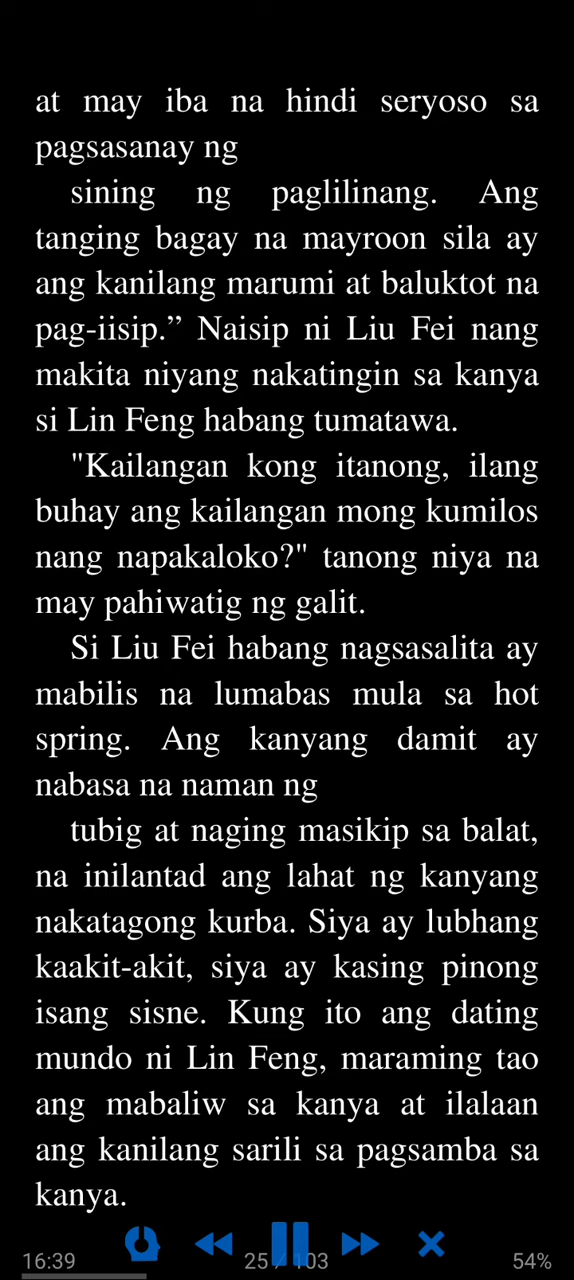 at may iba na hindi seryoso sa
pagsasanay ng
sining ng paglilinang. Ang
tanging bagay na mayroon sila ay
ang kanilang marumi at baluktot na
pag-iisip.” Naisip ni Liu Fei nang
makita niyang nakatingin sa kanya
si Lin Feng habang tumatawa.
"Kailangan kong itanong, ilang
buhay ang kailangan mong kumilos
nang napakaloko?" tanong niya na
may pahiwatig ng galit.
Si Liu Fei habang nagsasalita ay
mabilis na lumabas mula sa hot
spring. Ang kanyang damit ay
nabasa na naman ng
tubig at naging masikip sa balat,
na inilantad ang lahat ng kanyang
nakatagong kurba. Siya ay lubhang
kaakit-akit, siya ay kasing pinong
isang sisne. Kung ito ang dating
mundo ni Lin Feng, maraming tao
ang mabaliw sa kanya at ilalaan
ang kanilang sarili sa pagsamba sa
kanya.
16:39 25 / 103 54%